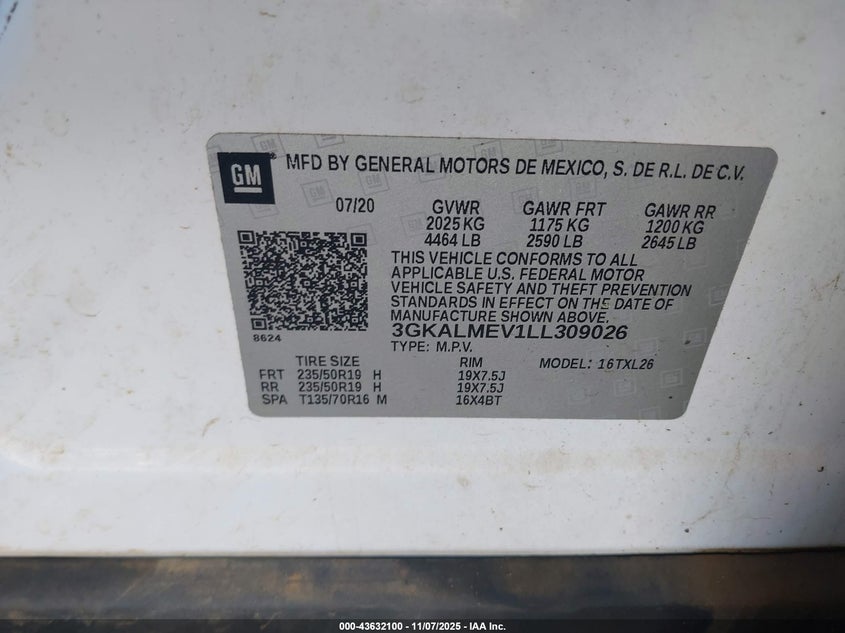 GM
MFD BY GENERAL MOTORS DE MEXICO, S. DE R.L. DE C.V.
07/20 GVWR GAWR FRT GAWR RR
2025 KG 1175 KG 1200 KG
4464 LB 2590 LB 2645 LB
THIS VEHICLE CONFORMS TO ALL
APPLICABLE U.S. FEDERAL MOTOR
VEHICLE SAFETY AND THEFT PREVENTION
STANDARDS IN EFFECT ON THE DATE OF
MANUFACTURE SHOWN ABOVE.
8624
3GKALMEV1LL309026
TYPE: M.P.V.
TIRE SIZE RIM MODEL: 16TXL26
FRT 235/50R19 H 19X7.5J
RR 235/50R19 H 19X7.5J
SPA T135/70R16 M 16X4BT
000-43632100 - 11/07/2025 - IAA Inc.